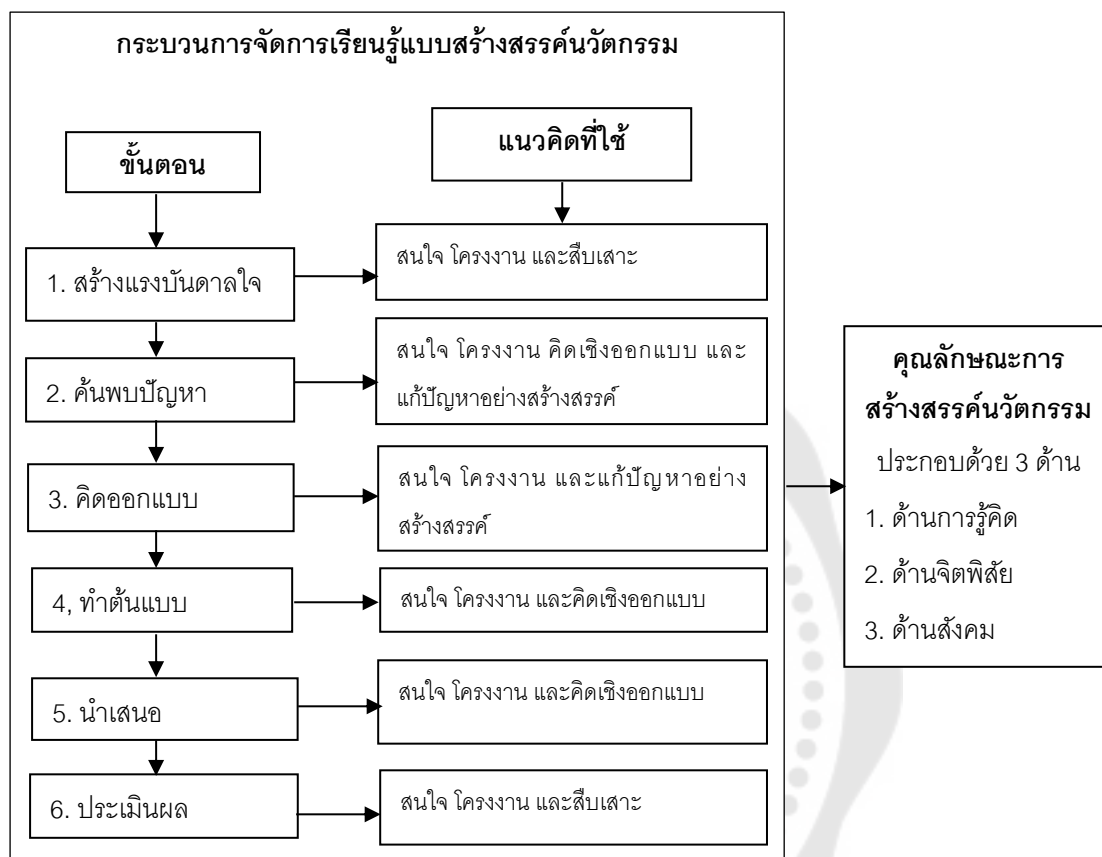 กระบวนการจัดการเรียนรู้แบบสร้างสรรค์นวัตกรรม
ขั้นตอน
แนวคิดที่ใช้
1. สร้างแรงบันดาลใจ
สนใจ โครงงาน และสืบเสาะ
2. ค้นพบปัญหา
สนใจ โครงงาน คิดเชิงออกแบบ และ
แก้ปัญหาอย่างสร้างสรรค์
3. คิดออกแบบ
สนใจ โครงงาน และแก้ปัญหาอย่าง
สร้างสรรค์
4, ทำต้นแบบ
สนใจ โครงงาน และคิดเชิงออกแบบ
5. นำเสนอ
สนใจ โครงงาน และคิดเชิงออกแบบ
6. ประเมินผล
สนใจ โครงงาน และสืบเสาะ
คุณลักษณะการ
สร้างสรรค์นวัตกรรม
ประกอบด้วย 3 ด้าน
1. ด้านการรู้คิด
2. ด้านจิตพิสัย
3. ด้านสังคม